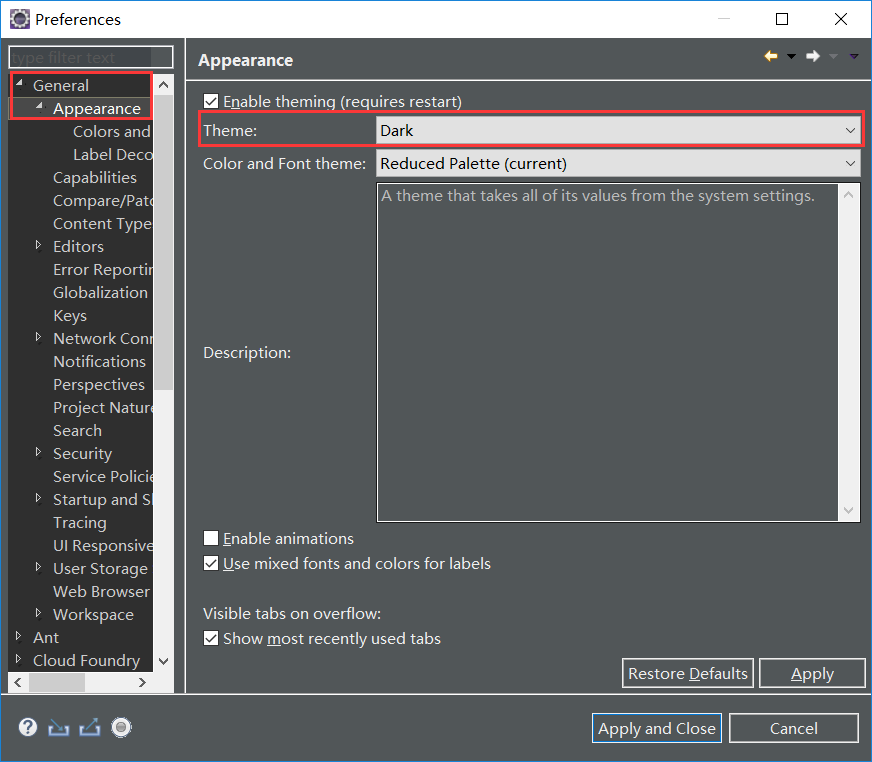 Preferences
type filter text
General
Appearance
Colors and
Label Deco
Capabilities
Compare/Patc
Content Type
Editors
Error Reportin
Globalization
Keys
Network Conn
Notifications
Perspectives
Project Nature
Search
Security
Service Policie
Startup and Sh
Tracing
UI Responsive
User Storage
Web Browser
Workspace
Ant
Cloud Foundry
Appearance
Enable theming (requires restart)
Theme: Dark
Color and Font theme: Reduced Palette (current)
A theme that takes all of its values from the system settings.
Description:
Enable animations
Use mixed fonts and colors for labels
Visible tabs on overflow:
Show most recently used tabs
Restore Defaults Apply
? Apply and Close Cancel